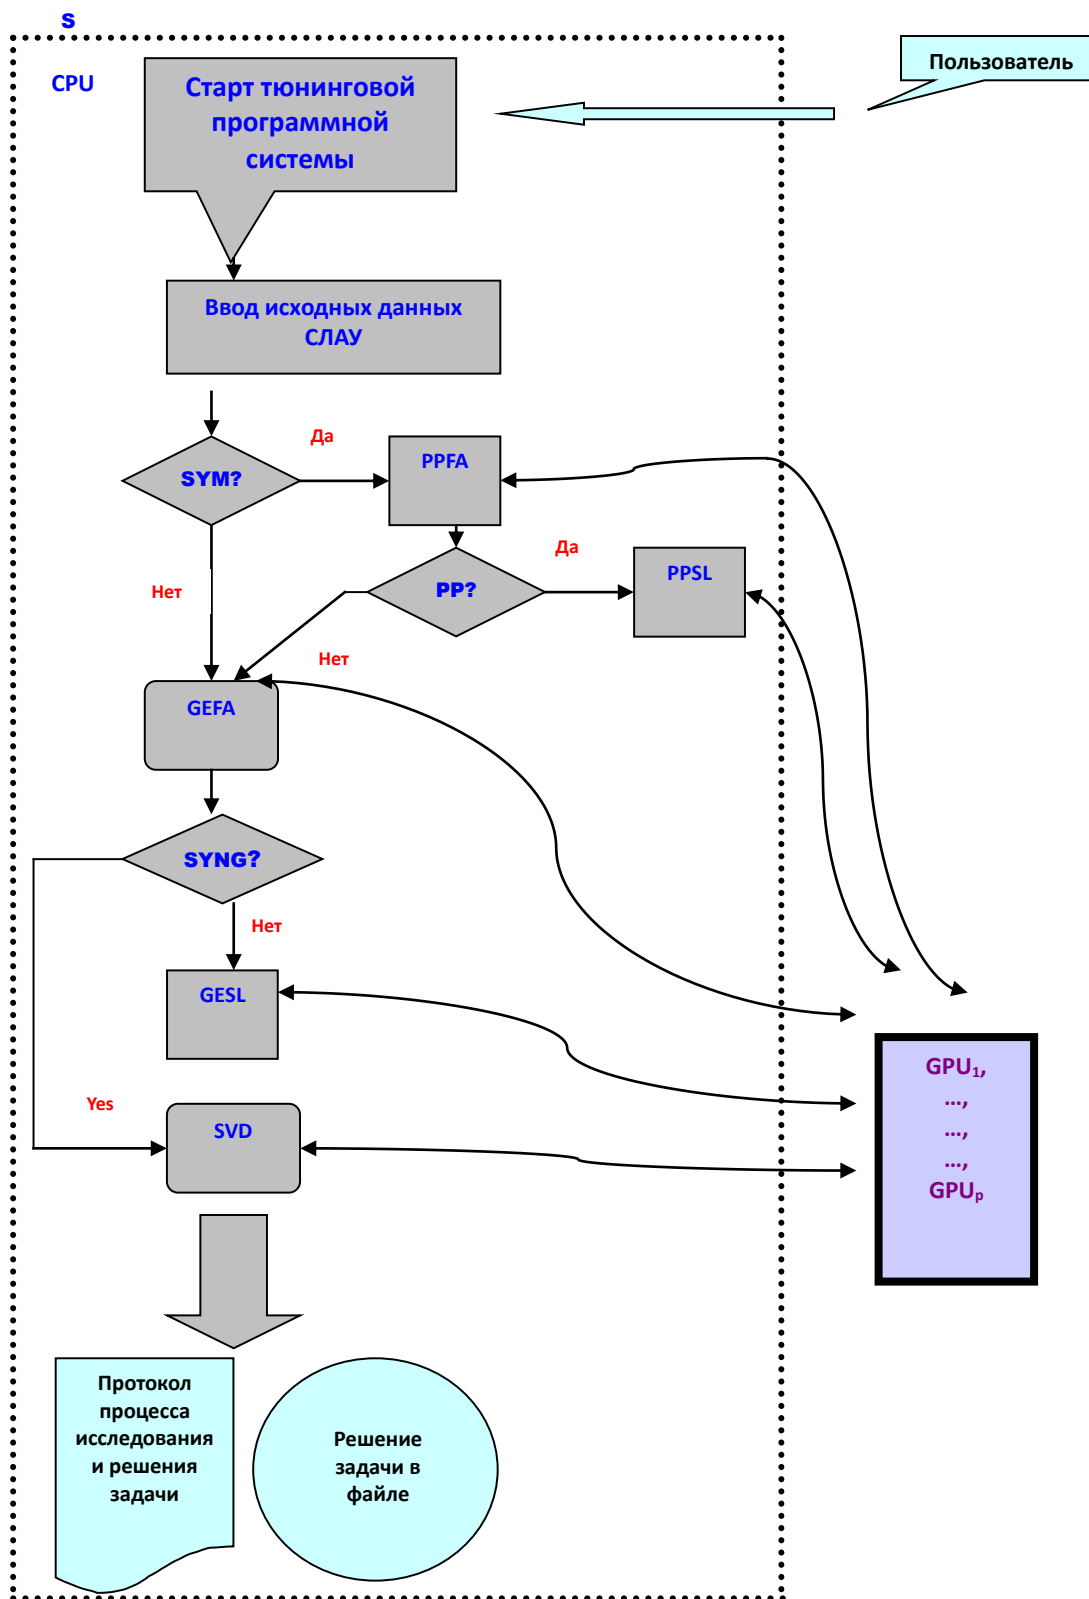 S
CPU
Пользователь
Старт тюнинговой
программной
системы
Ввод исходных данных
СЛАУ
Да
SYM?
PPFA
Да
Нет
PP?
PPSL
Нет
GEFA
SYNG?
Нет
GESL
Yes
SVD
GPU₁,
...,
...,
...,
GPUₚ
Протокол
процесса
исследования
и решения
задачи
Решение
задачи в
файле